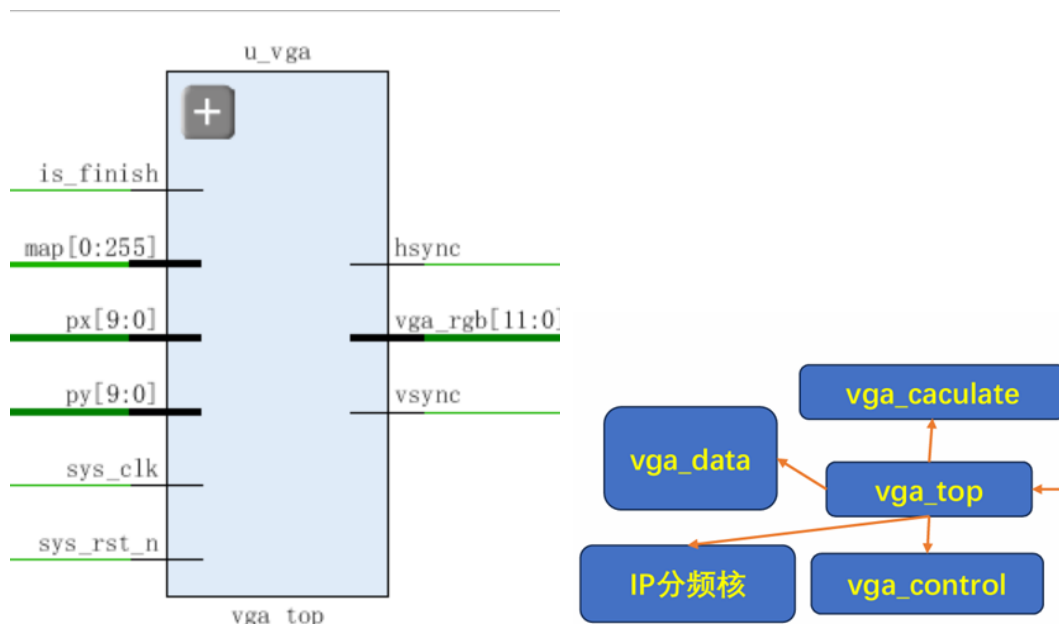 u_vga
is_finish
map[0:255]
px[9:0]
py[9:0]
sys_clk
sys_rst_n
hsync
vga_rgb[11:0]
vsync
vga_top
vga_caculate
vga_data
vga_top
IP分频核
vga_control